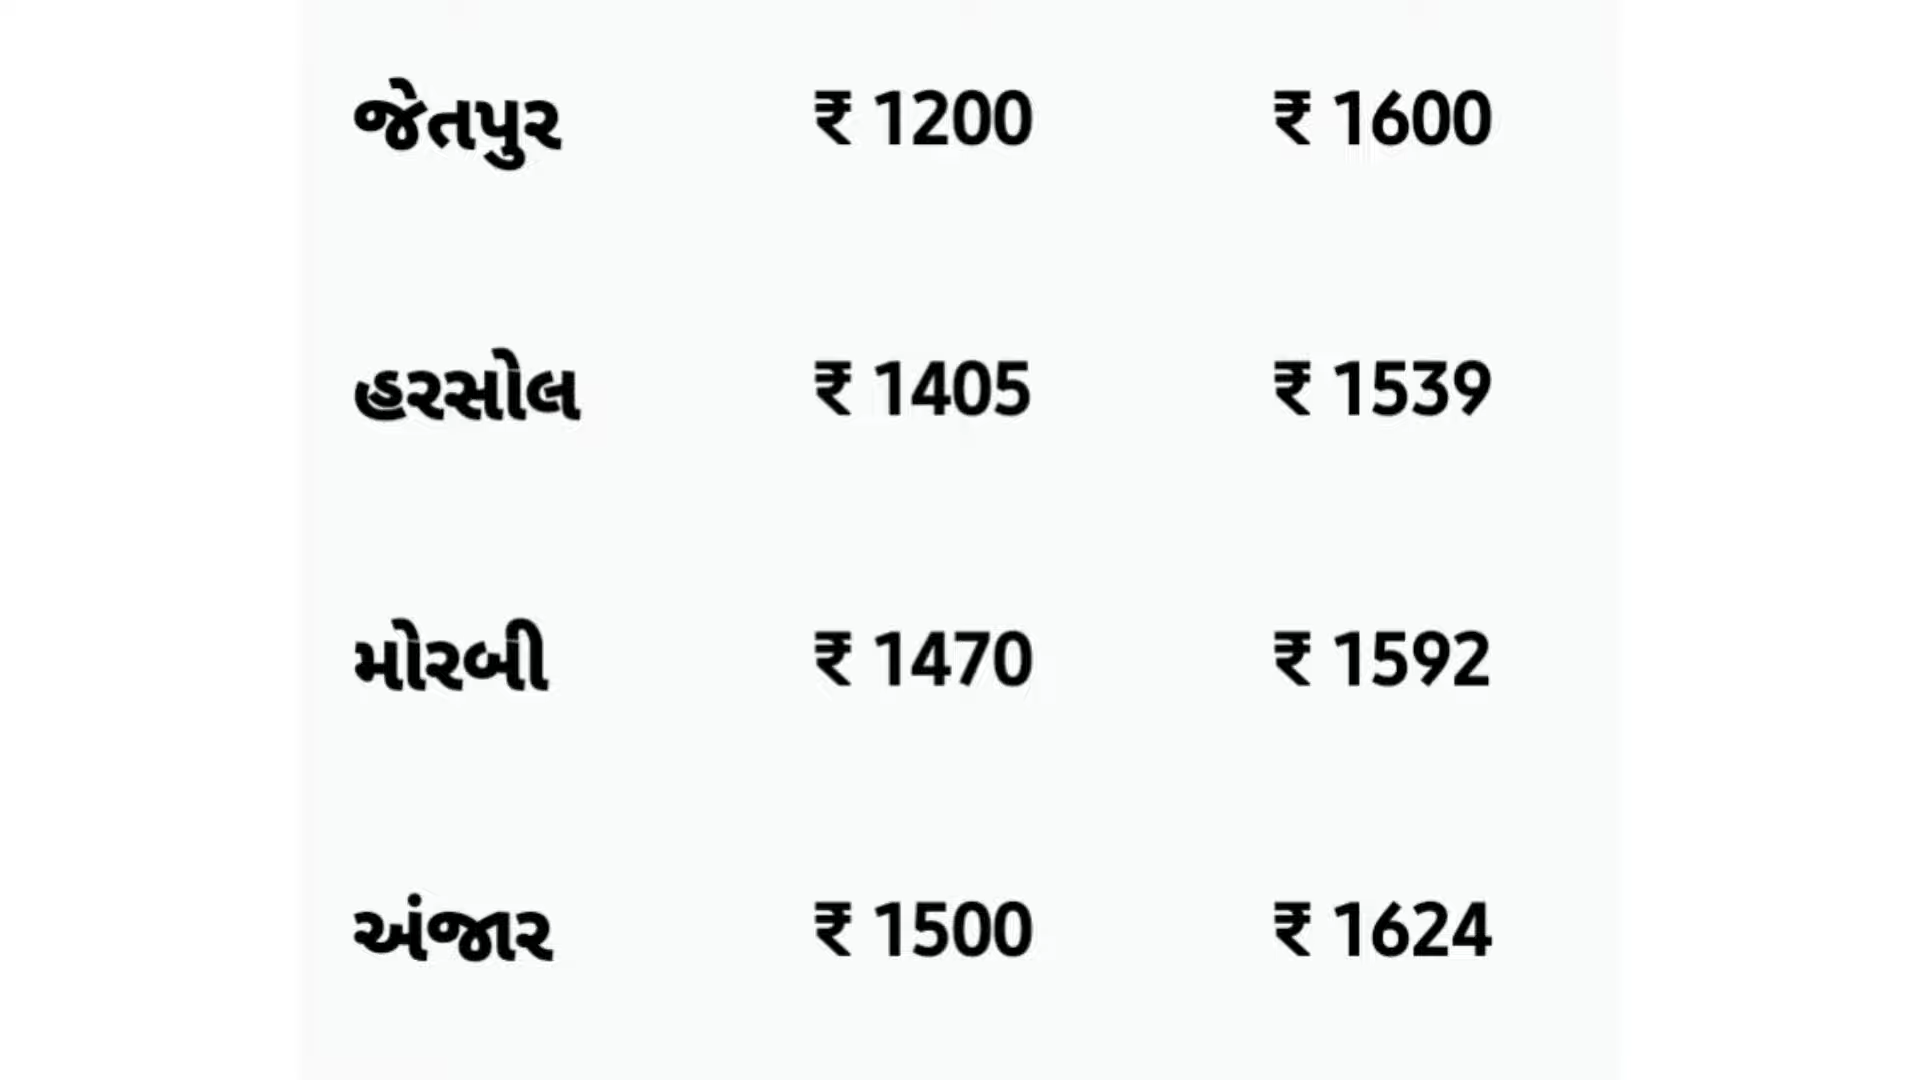 જેતપુર ₹ 1200 ₹ 1600
હરસોલ ₹ 1405 ₹ 1539
મોરબી ₹ 1470 ₹ 1592
અંજાર ₹ 1500 ₹ 1624